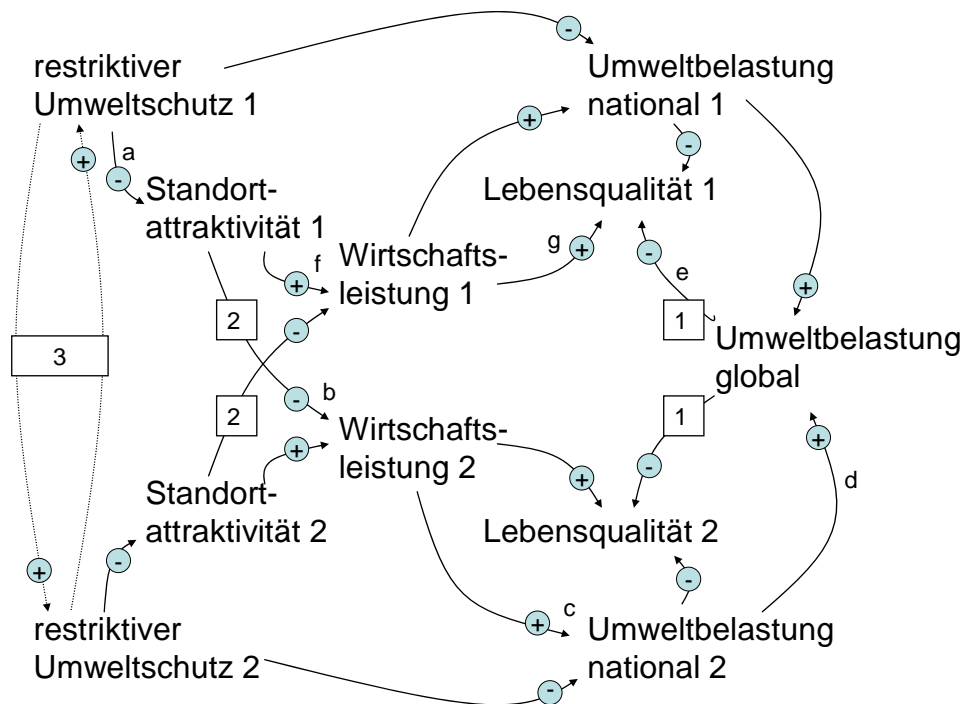 -
restriktiver
Umweltschutz 1
Umweltbelastung
national 1
+
+
a
-
-
Standort-
attraktivität 1
Lebensqualität 1
g
+
-
e
f
+
Wirtschafts-
leistung 1
+
2
-
1
Umweltbelastung
global
3
2
-
b
1
Wirtschafts-
leistung 2
+
+
-
+
d
Standort-
attraktivität 2
Lebensqualität 2
-
+
-
c
+
restriktiver
Umweltschutz 2
Umweltbelastung
national 2
-